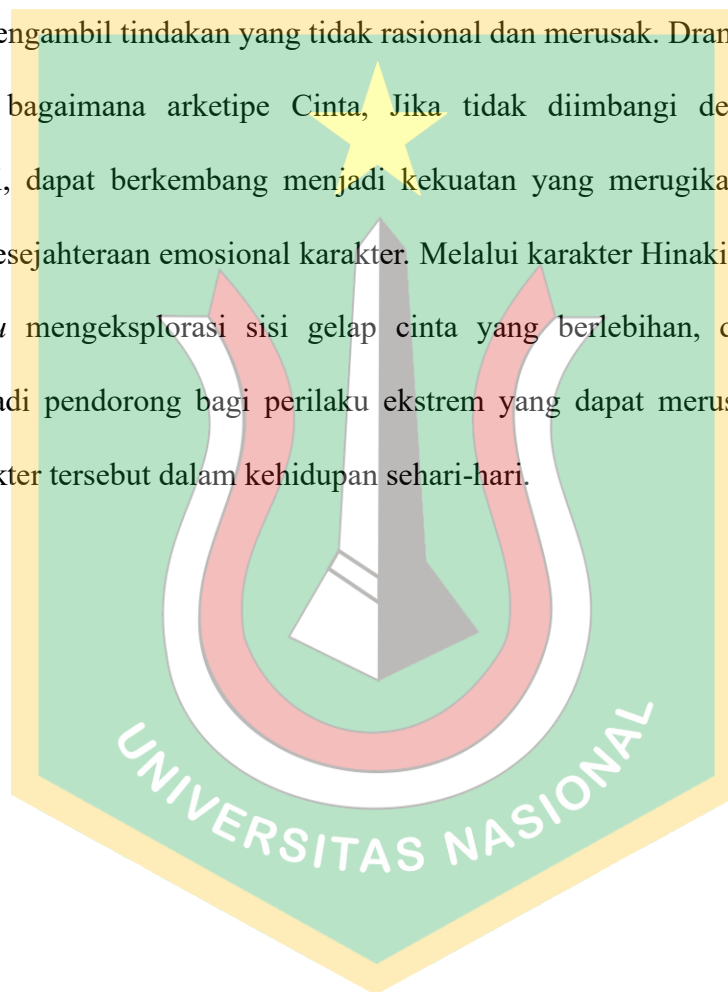 engambil tindakan yang tidak rasional dan merusak. Dran
bagaimana arketipe Cinta, Jika tidak diimbangi de
, dapat berkembang menjadi kekuatan yang merugika
esejahteraan emosional karakter. Melalui karakter Hinaki
u mengeksplorasi sisi gelap cinta yang berlebihan, d
adi pendorong bagi perilaku ekstrem yang dapat merus
kter tersebut dalam kehidupan sehari-hari.
UNIVERSITAS NASIONAL